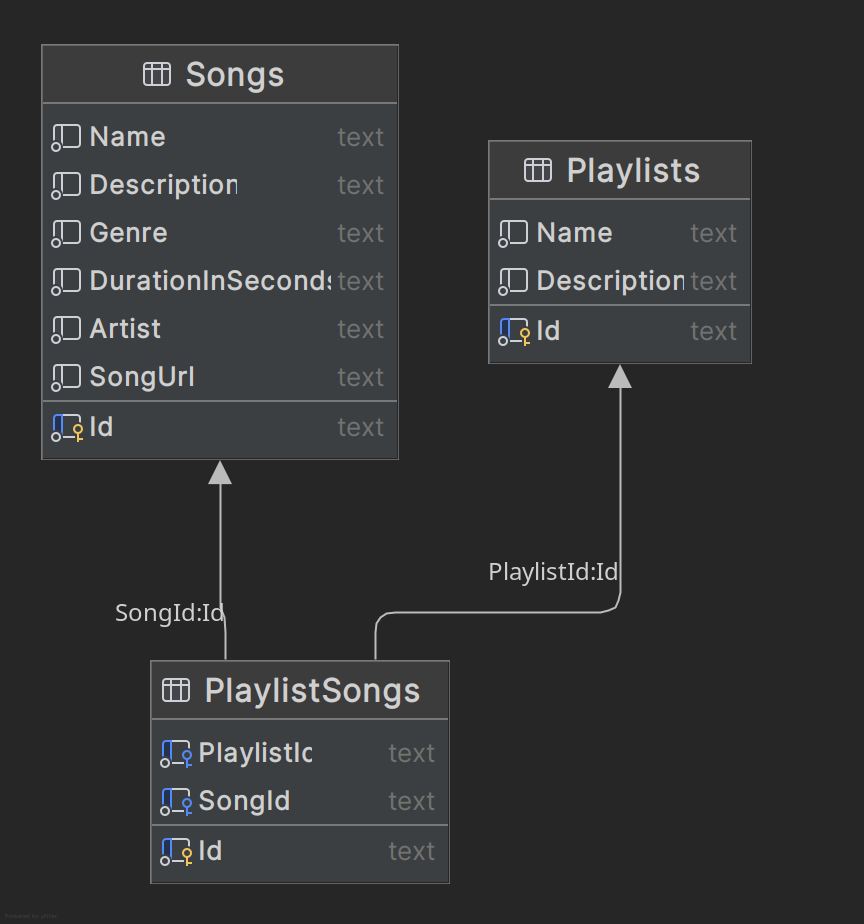 Songs
Name text
Description text
Genre text
DurationInSeconds text
Artist text
SongUrl text
Id text
Playlists
Name text
Description text
Id text
PlaylistId:Id
SongId:Id
PlaylistSongs
PlaylistId text
SongId text
Id text